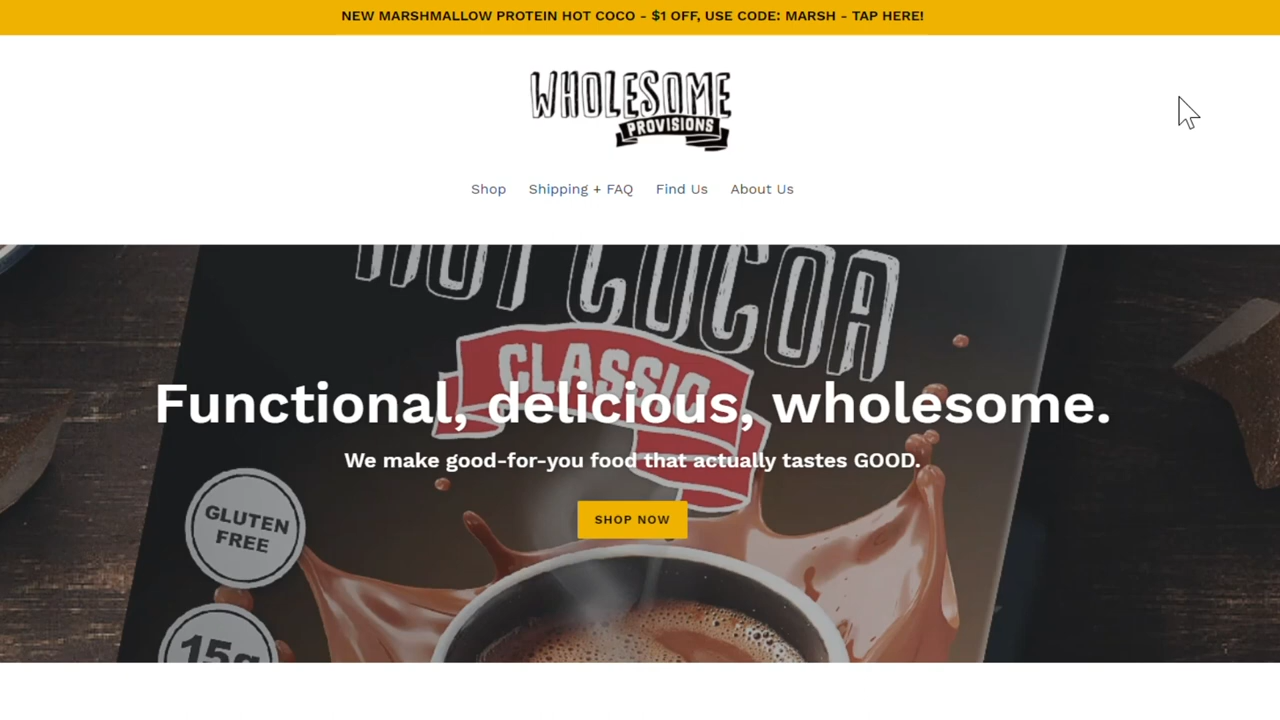 NEW MARSHMALLOW PROTEIN HOT COCO - $1 OFF, USE CODE: MARSH - TAP HERE!
WHOLESOME
PROVISIONS
Shop Shipping + FAQ Find Us About Us
HOT COCOA
CLASSIC
Functional, delicious, wholesome.
We make good-for-you food that actually tastes GOOD.
GLUTEN
FREE
SHOP NOW
15g